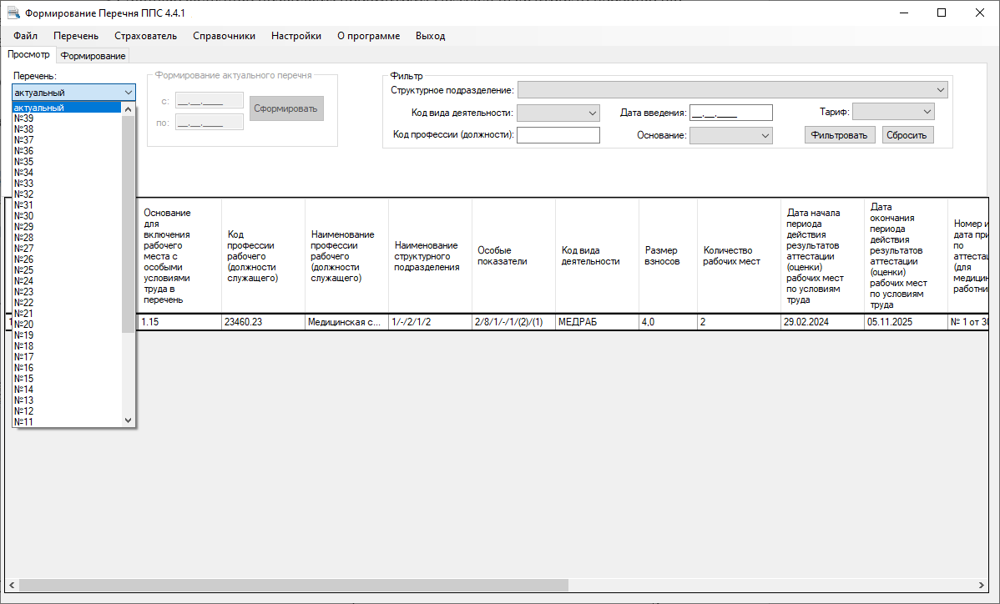 Формирование Перечня ППС 4.4.1
Файл Перечень Страхователь Справочники Настройки О программе Выход
Просмотр Формирование
Перечень:
актуальный
актуальный
№39
№38
№37
№36
№35
№34
№33
№32
№31
№30
№29
№28
№27
№26
№25
№24
№23
№22
№21
№20
№19
№18
№17
№16
№15
№14
№13
№12
№11
Формирование актуального перечня
с: __.__.____
по: __.__.____
Сформировать
Фильтр
Структурное подразделение:
Код вида деятельности: Дата введения: __.__.____ Тариф:
Код профессии (должности): Основание: Фильтровать Сбросить
Основание
для
включения
рабочего
места с
особыми
условиями
труда в
перечень
Код
профессии
рабочего
(должности
служащего)
Наименование
профессии
рабочего
(должности
служащего)
Наименование
структурного
подразделения
Особые
показатели
Код вида
деятельности
Размер
взносов
Количество
рабочих мест
Дата начала
периода
действия
результатов
аттестации
(оценки)
рабочих мест
по условиям
труда
Дата
окончания
периода
действия
результатов
аттестации
(оценки)
рабочих мест
по условиям
труда
Номер и
дата при
по
аттестац
(для
медицин
работни
1.15 23460.23 Медицинская с... 1/-/2/1/2 2/8/1/-/1/(2)/(1) МЕДРАБ 4,0 2 29.02.2024 05.11.2025 № 1 от 30